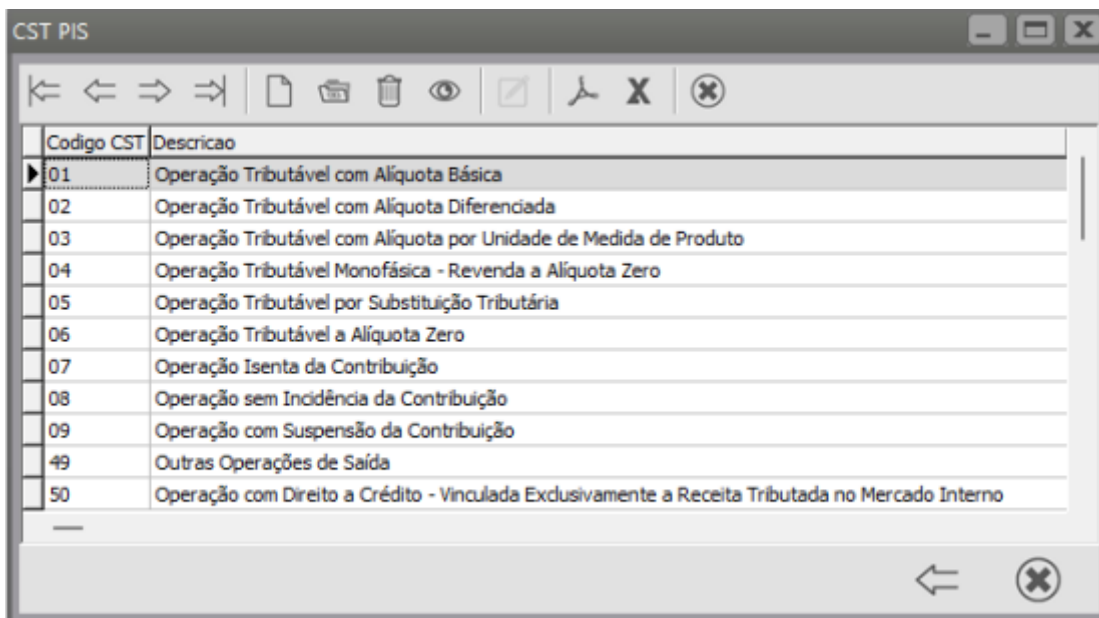 CST PIS
Codigo CST Descricao
01 Operação Tributável com Alíquota Básica
02 Operação Tributável com Alíquota Diferenciada
03 Operação Tributável com Alíquota por Unidade de Medida de Produto
04 Operação Tributável Monofásica - Revenda a Alíquota Zero
05 Operação Tributável por Substituição Tributária
06 Operação Tributável a Alíquota Zero
07 Operação Isenta da Contribuição
08 Operação sem Incidência da Contribuição
09 Operação com Suspensão da Contribuição
49 Outras Operações de Saída
50 Operação com Direito a Crédito - Vinculada Exclusivamente a Receita Tributada no Mercado Interno